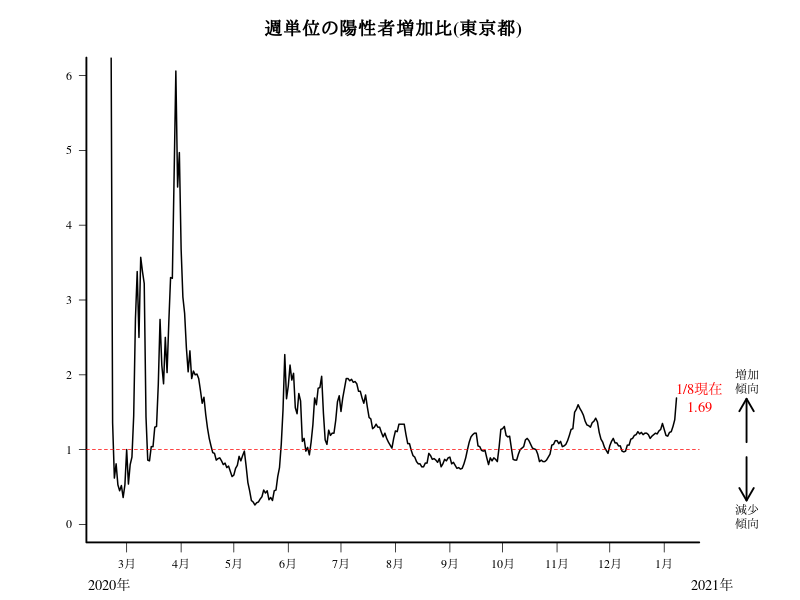 週単位の陽性者増加比(東京都)
6
5
4
3
2
1
0
1/8現在
1.69
増加
傾向
減少
傾向
3月
4月
5月
6月
7月
8月
9月
10月
11月
12月
1月
2020年
2021年